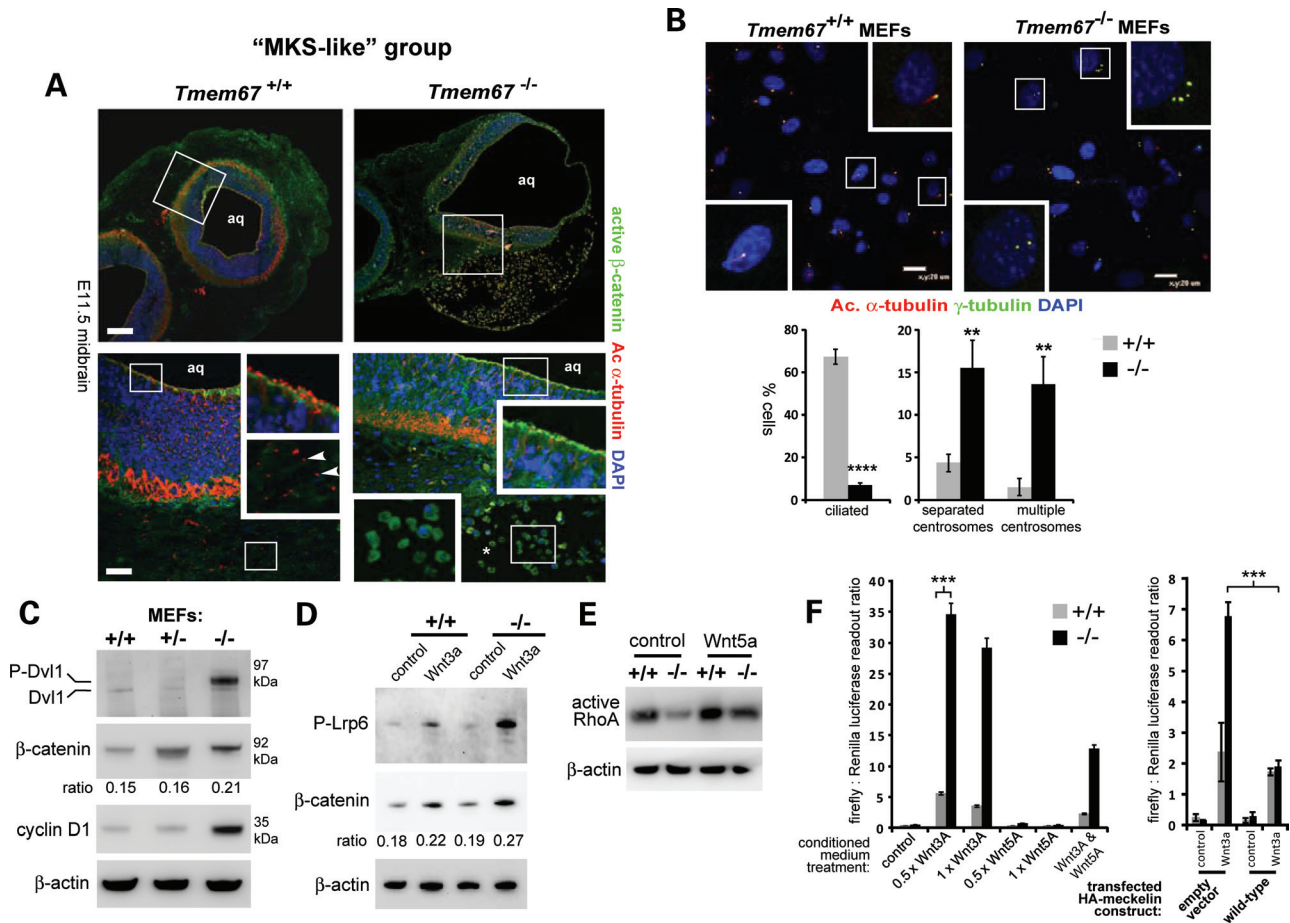 “MKS-like” group
A
Tmem67 +/+
Tmem67 -/-
aq
aq
E11.5 midbrain
aq
aq
*
active β-catenin Ac α-tubulin DAPI
B
Tmem67+/+ MEFs
Tmem67-/- MEFs
x,y:20 um
x,y:20 um
Ac. α-tubulin γ-tubulin DAPI
% cells
80
60
40
20
0
****
ciliated
20
15
10
5
0
**
**
separated centrosomes
multiple centrosomes
+/+
-/-
C
MEFs:
+/+ +/- -/-
P-Dvl1
Dvl1
97 kDa
β-catenin
92 kDa
ratio 0.15 0.16 0.21
cyclin D1
35 kDa
β-actin
D
+/+ -/-
control Wnt3a control Wnt3a
P-Lrp6
β-catenin
ratio
0.18 0.22 0.19 0.27
β-actin
E
control Wnt5a
+/+ -/- +/+ -/-
active RhoA
β-actin
F
firefly : Renilla luciferase readout ratio
40
35
30
25
20
15
10
5
0
***
+/+
-/-
conditioned medium treatment:
control
0.5x Wnt3A
1 x Wnt3A
0.5x Wnt5A
1 x Wnt5A
Wnt3A & Wnt5A
firefly : Renilla luciferase readout ratio
8
7
6
5
4
3
2
1
0
***
control
Wnt3a
control
Wnt3a
transfected HA-meckelin construct:
empty vector
wild-type